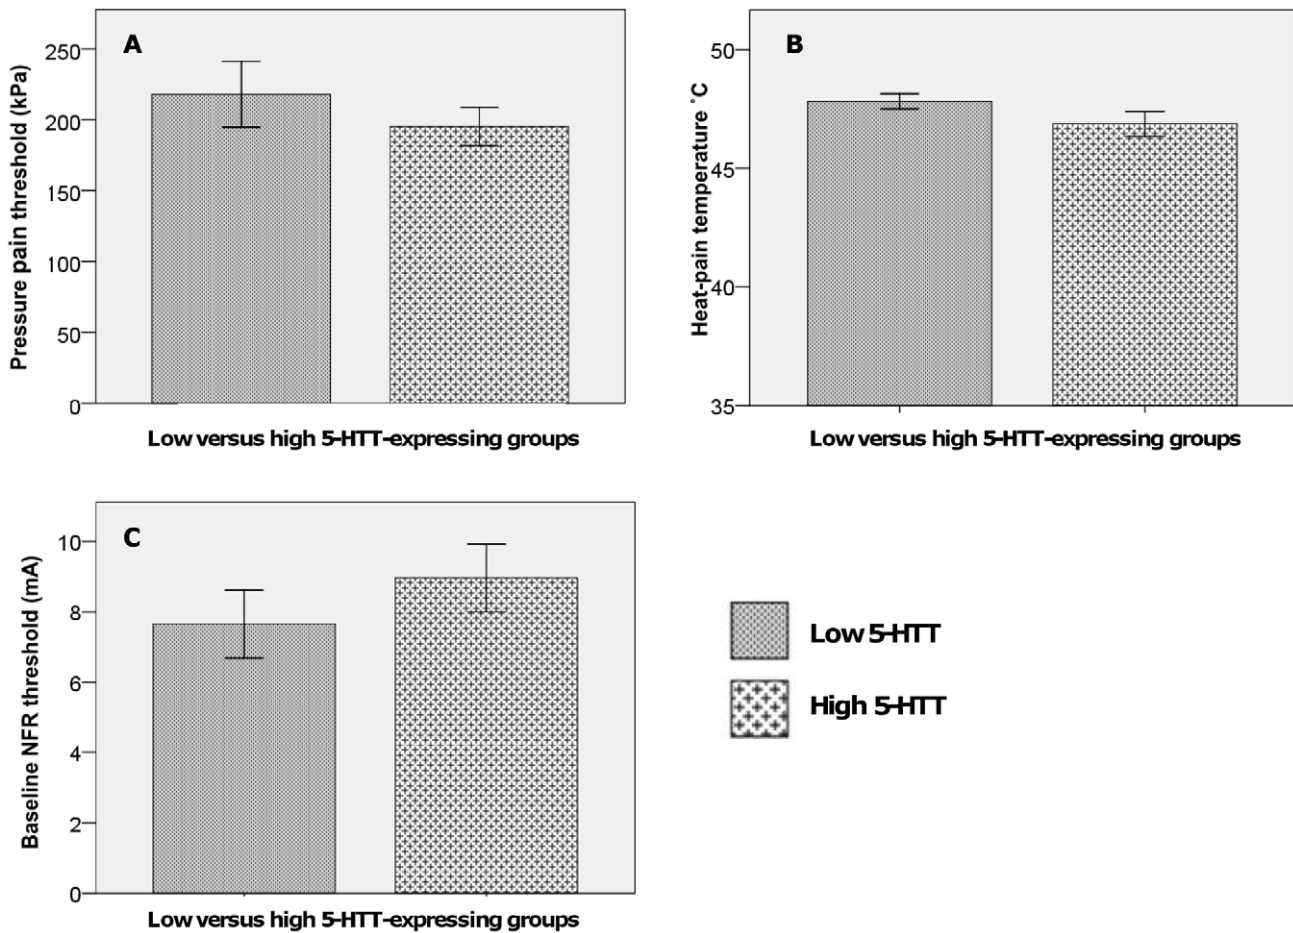 A
Pressure pain threshold (kPa)
250
200
150
100
50
0
Low versus high 5-HTT-expressing groups
B
Heat-pain temperature ˚C
50
45
40
35
Low versus high 5-HTT-expressing groups
C
Baseline NFR threshold (mA)
10
8
6
4
2
0
Low versus high 5-HTT-expressing groups
Low 5-HTT
High 5-HTT